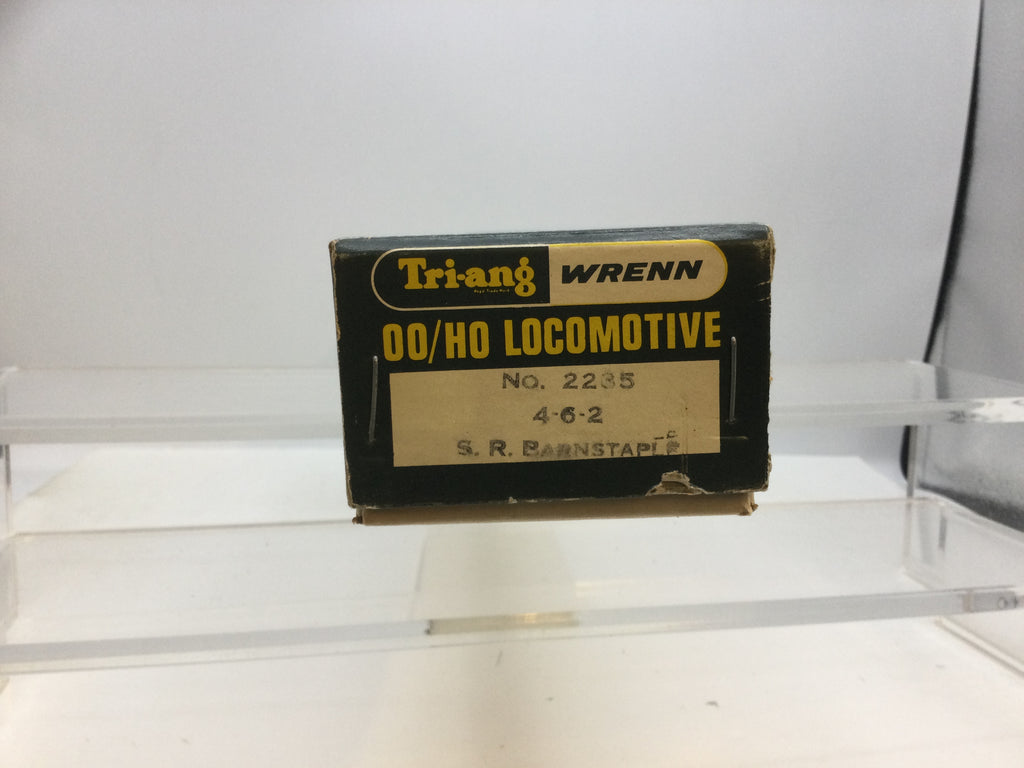 Tri-ang WRENN
OO/HO LOCOMOTIVE
No. 2235
4-6-2
S. R. BARNSTAPLE